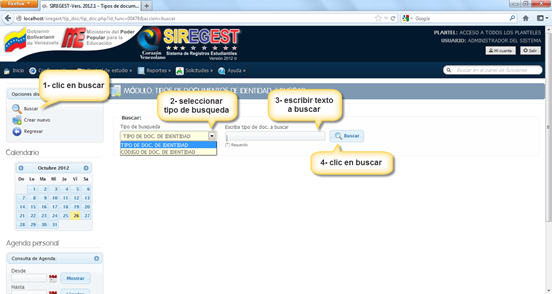 Firefox
SIREGEST -Vers. 2012.1 - Tipos de docume...
localhost/siregest/tip_doc/tip_doc.php?id_func=00478&accion=buscar
Google
Gobierno Bolivariano de Venezuela
Ministerio del Poder Popular para la Educación
Corazón Venezolano
SIREGEST
Sistema de Registros Estudiantiles
Versión 2012 ©
PLANTEL: ACCESO A TODOS LOS PLANTELES
USUARIO: ADMINISTRADOR DEL SISTEMA
Mi cuenta
Salir
Inicio
de estudio
Reportes
Solicitudes
Ayuda
Buscar en el panel de funciones
1- clic en buscar
Opciones
MÓDULO: TIPOS DE DOCUMENTOS DE IDENTIDAD
Buscar
Crear nuevo
Regresar
2- seleccionar
tipo de busqueda
3- escribir texto
a buscar
Buscar:
Tipo de busqueda
Escriba tipo de doc. a buscar
TIPO DE DOC. DE IDENTIDAD
Buscar
TIPO DE DOC. DE IDENTIDAD
CÓDIGO DE DOC. DE IDENTIDAD
(*) Requerido
4- clic en buscar
Calendario
Octubre 2012
Do Lu Ma Mi Ju Vi Sa
1 2 3 4 5 6
7 8 9 10 11 12 13
14 15 16 17 18 19 20
21 22 23 24 25 26 27
28 29 30 31
Agenda personal
Consulta de Agenda:
Desde
Mostrar
Hasta